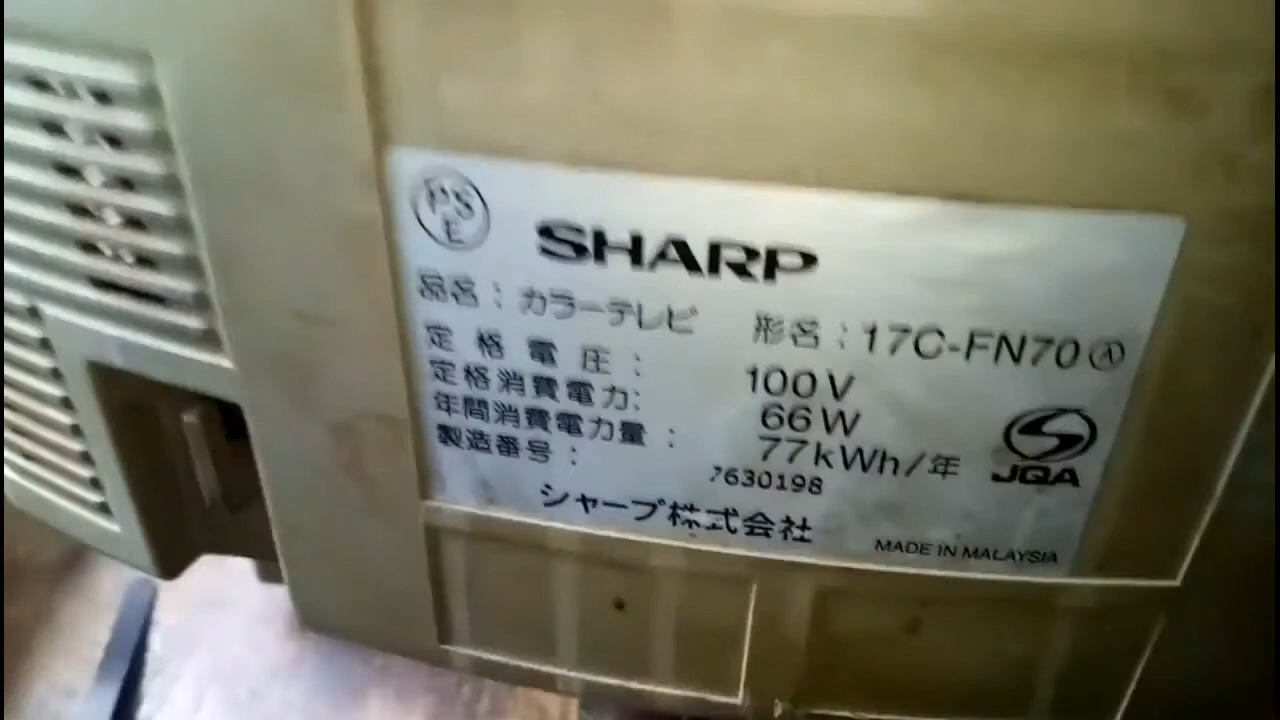 PS
E
SHARP
品名：カラーテレビ 形名：17C-FN70 Ⓐ
定格電圧： 100V
定格消費電力： 66W
年間消費電力量： 77kWh/年
製造番号： 7630198
JQA
シャープ株式会社
MADE IN MALAYSIA